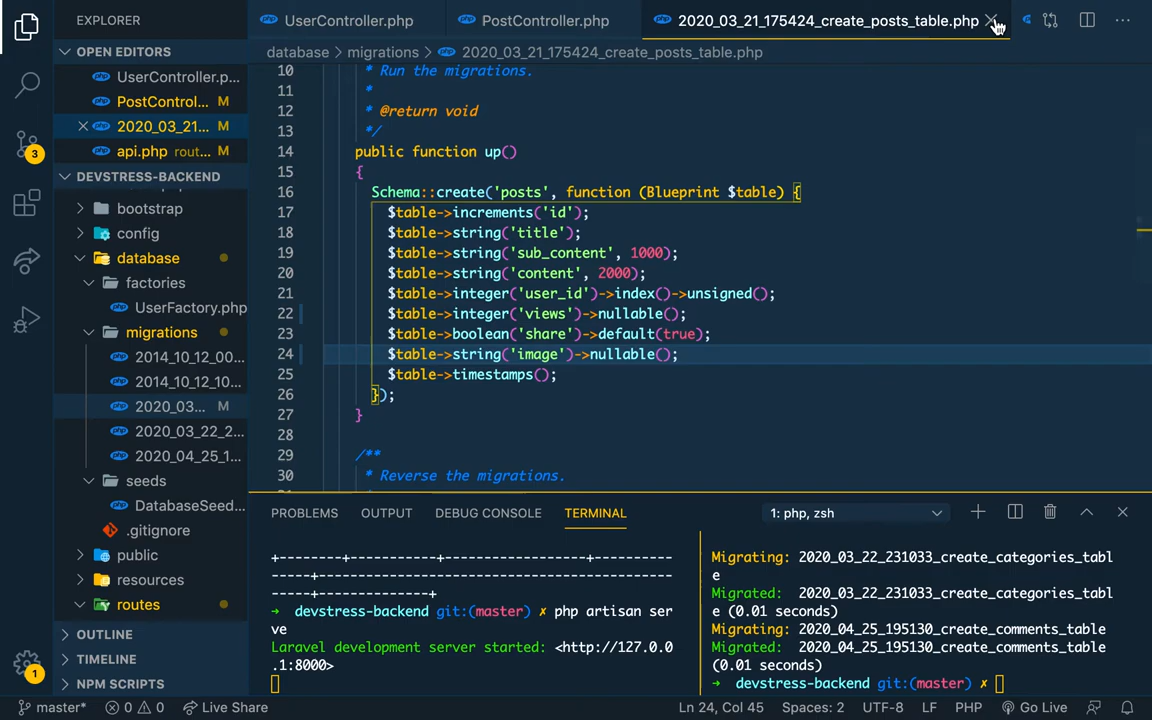 EXPLORER
OPEN EDITORS
UserController.p...
PostControl... M
2020_03_21... M
api.php rout... M
DEVSTRESS-BACKEND
bootstrap
config
database
factories
UserFactory.php
migrations
2014_10_12_00...
2014_10_12_10...
2020_03... M
2020_03_22_2...
2020_04_25_1...
seeds
DatabaseSeed...
.gitignore
public
resources
routes
OUTLINE
TIMELINE
NPM SCRIPTS
3
1
UserController.php
PostController.php
2020_03_21_175424_create_posts_table.php
database > migrations > 2020_03_21_175424_create_posts_table.php
10 * Run the migrations.
11 *
12 * @return void
13 */
14 public function up()
15 {
16 Schema::create('posts', function (Blueprint $table) {
17 $table->increments('id');
18 $table->string('title');
19 $table->string('sub_content', 1000);
20 $table->string('content', 2000);
21 $table->integer('user_id')->index()->unsigned();
22 $table->integer('views')->nullable();
23 $table->boolean('share')->default(true);
24 $table->string('image')->nullable();
25 $table->timestamps();
26 });
27 }
28
29 /**
30 * Reverse the migrations.
PROBLEMS OUTPUT DEBUG CONSOLE TERMINAL 1: php, zsh
+--------+----------+------------------+----------
-----+--------------------------------------------
-----+--------------+
→ devstress-backend git:(master) ✗ php artisan ser
ve
Laravel development server started: <http://127.0.0
.1:8000>
Migrating: 2020_03_22_231033_create_categories_tabl
e
Migrated: 2020_03_22_231033_create_categories_tabl
e (0.01 seconds)
Migrating: 2020_04_25_195130_create_comments_table
Migrated: 2020_04_25_195130_create_comments_table
(0.01 seconds)
→ devstress-backend git:(master) ✗
master* 0 0 Live Share Ln 24, Col 45 Spaces: 2 UTF-8 LF PHP Go Live